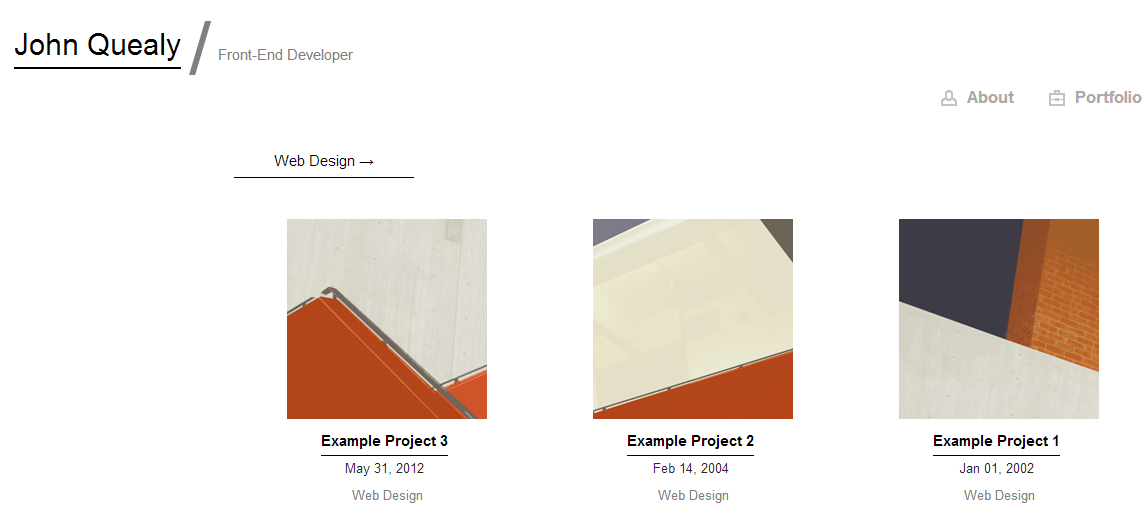 John Quealy / Front-End Developer
About Portfolio
Web Design →
Example Project 3 Example Project 2 Example Project 1
May 31, 2012 Feb 14, 2004 Jan 01, 2002
Web Design Web Design Web Design